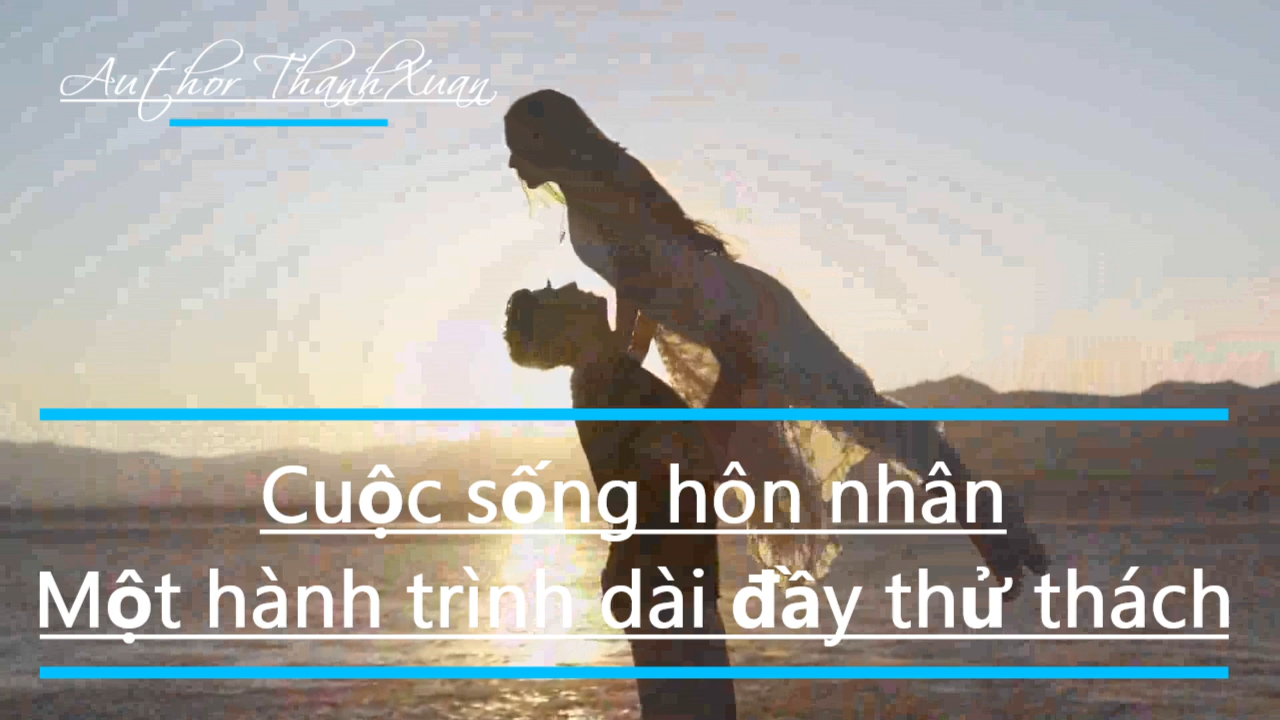 Author ThanhXuan
Cuộc sống hôn nhân
Một hành trình dài đầy thử thách